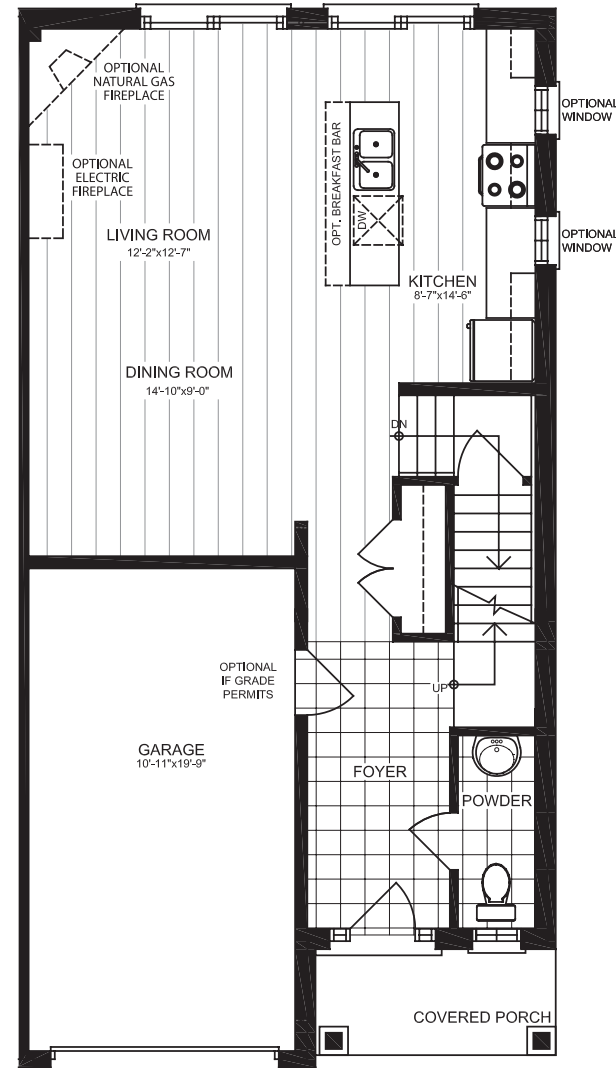 OPTIONAL
NATURAL GAS
FIREPLACE
OPTIONAL
WINDOW
OPTIONAL
ELECTRIC
FIREPLACE
OPT. BREAKFAST BAR
DW
LIVING ROOM
12'-2"x12'-7"
OPTIONAL
WINDOW
KITCHEN
8'-7"x14'-6"
DINING ROOM
14'-10"x9'-0"
DN
OPTIONAL
IF GRADE
PERMITS
UP
GARAGE
10'-11"x19'-9"
FOYER
POWDER
COVERED PORCH